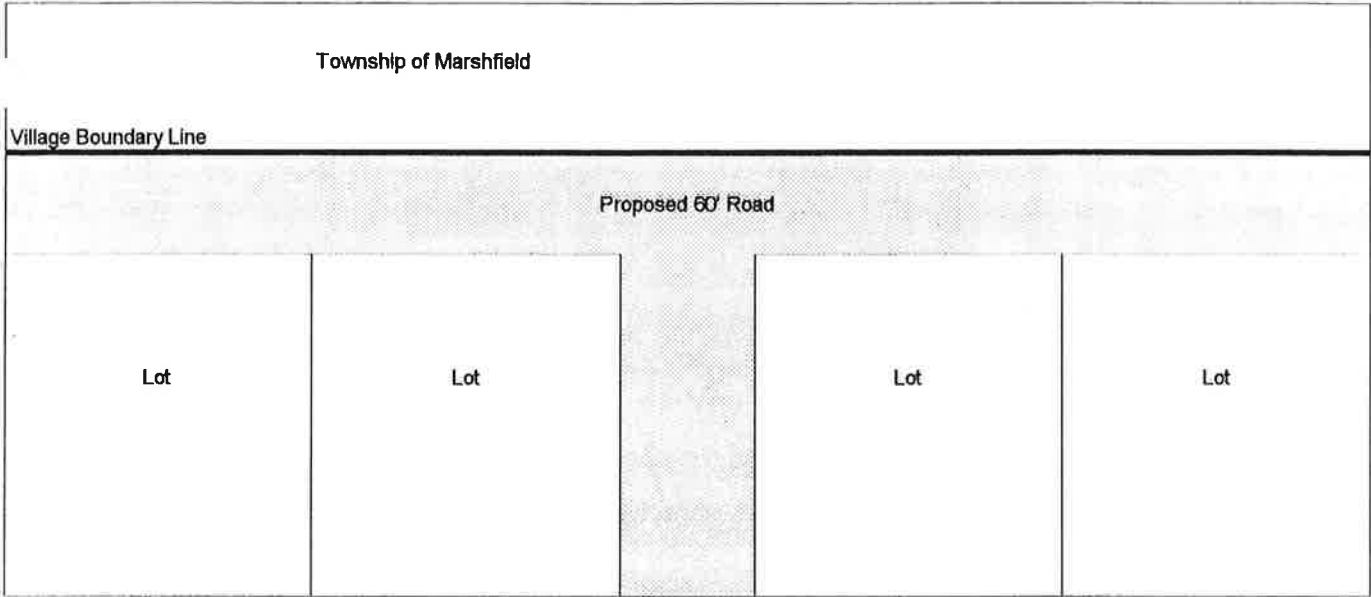 Township of Marshfield
Village Boundary Line
Proposed 60' Road
Lot
Lot
Lot
Lot